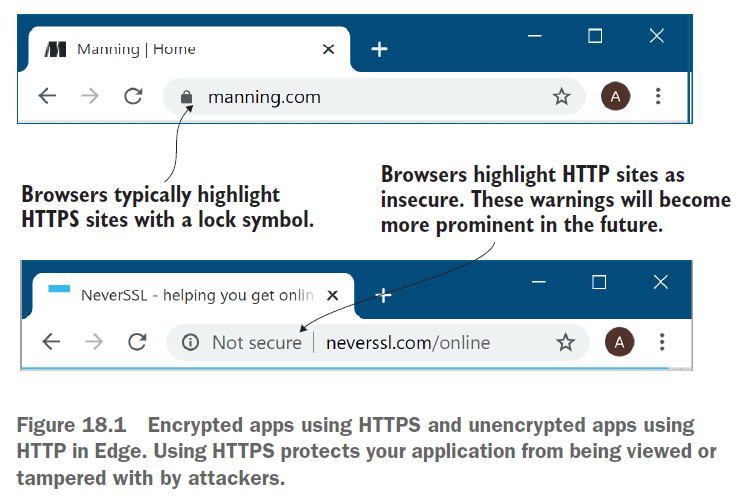 Manning | Home
manning.com
A
Browsers typically highlight
HTTPS sites with a lock symbol.
Browsers highlight HTTP sites as
insecure. These warnings will become
more prominent in the future.
NeverSSL - helping you get onlin
Not secure | neverssl.com/online
A
Figure 18.1 Encrypted apps using HTTPS and unencrypted apps using
HTTP in Edge. Using HTTPS protects your application from being viewed or
tampered with by attackers.